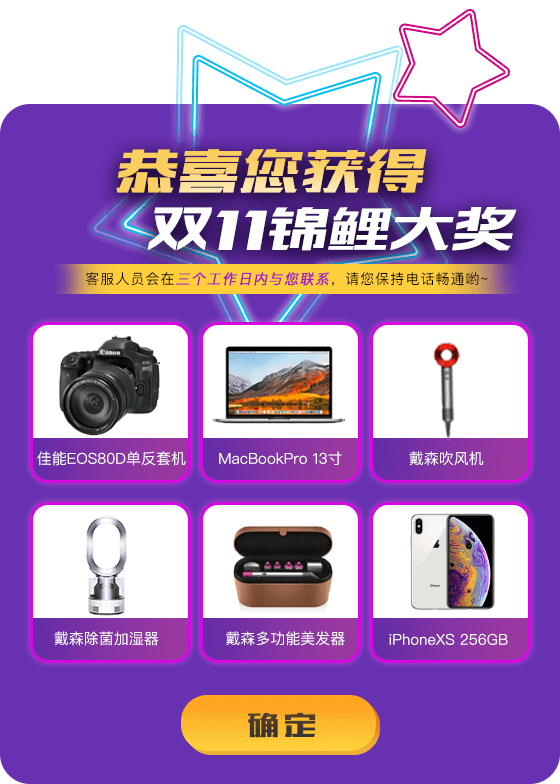 恭喜您获得
双11锦鲤大奖
客服人员会在三个工作日内与您联系，请您保持电话畅通哟~
Canon
佳能EOS80D单反套机
MacBookPro 13寸
戴森吹风机
戴森除菌加湿器
戴森多功能美发器
iPhoneXS 256GB
确定